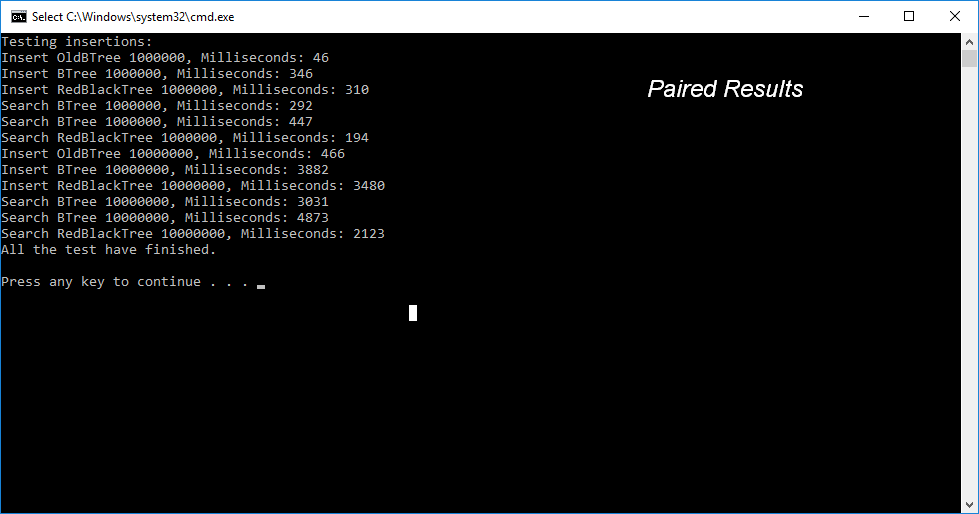 Select C:\Windows\system32\cmd.exe
Testing insertions:
Insert OldBTree 1000000, Milliseconds: 46
Insert BTree 1000000, Milliseconds: 346
Insert RedBlackTree 1000000, Milliseconds: 310
Search BTree 1000000, Milliseconds: 292
Search BTree 1000000, Milliseconds: 447
Search RedBlackTree 1000000, Milliseconds: 194
Insert OldBTree 10000000, Milliseconds: 466
Insert BTree 10000000, Milliseconds: 3882
Insert RedBlackTree 10000000, Milliseconds: 3480
Search BTree 10000000, Milliseconds: 3031
Search BTree 10000000, Milliseconds: 4873
Search RedBlackTree 10000000, Milliseconds: 2123
All the test have finished.
Press any key to continue . . .
Paired Results